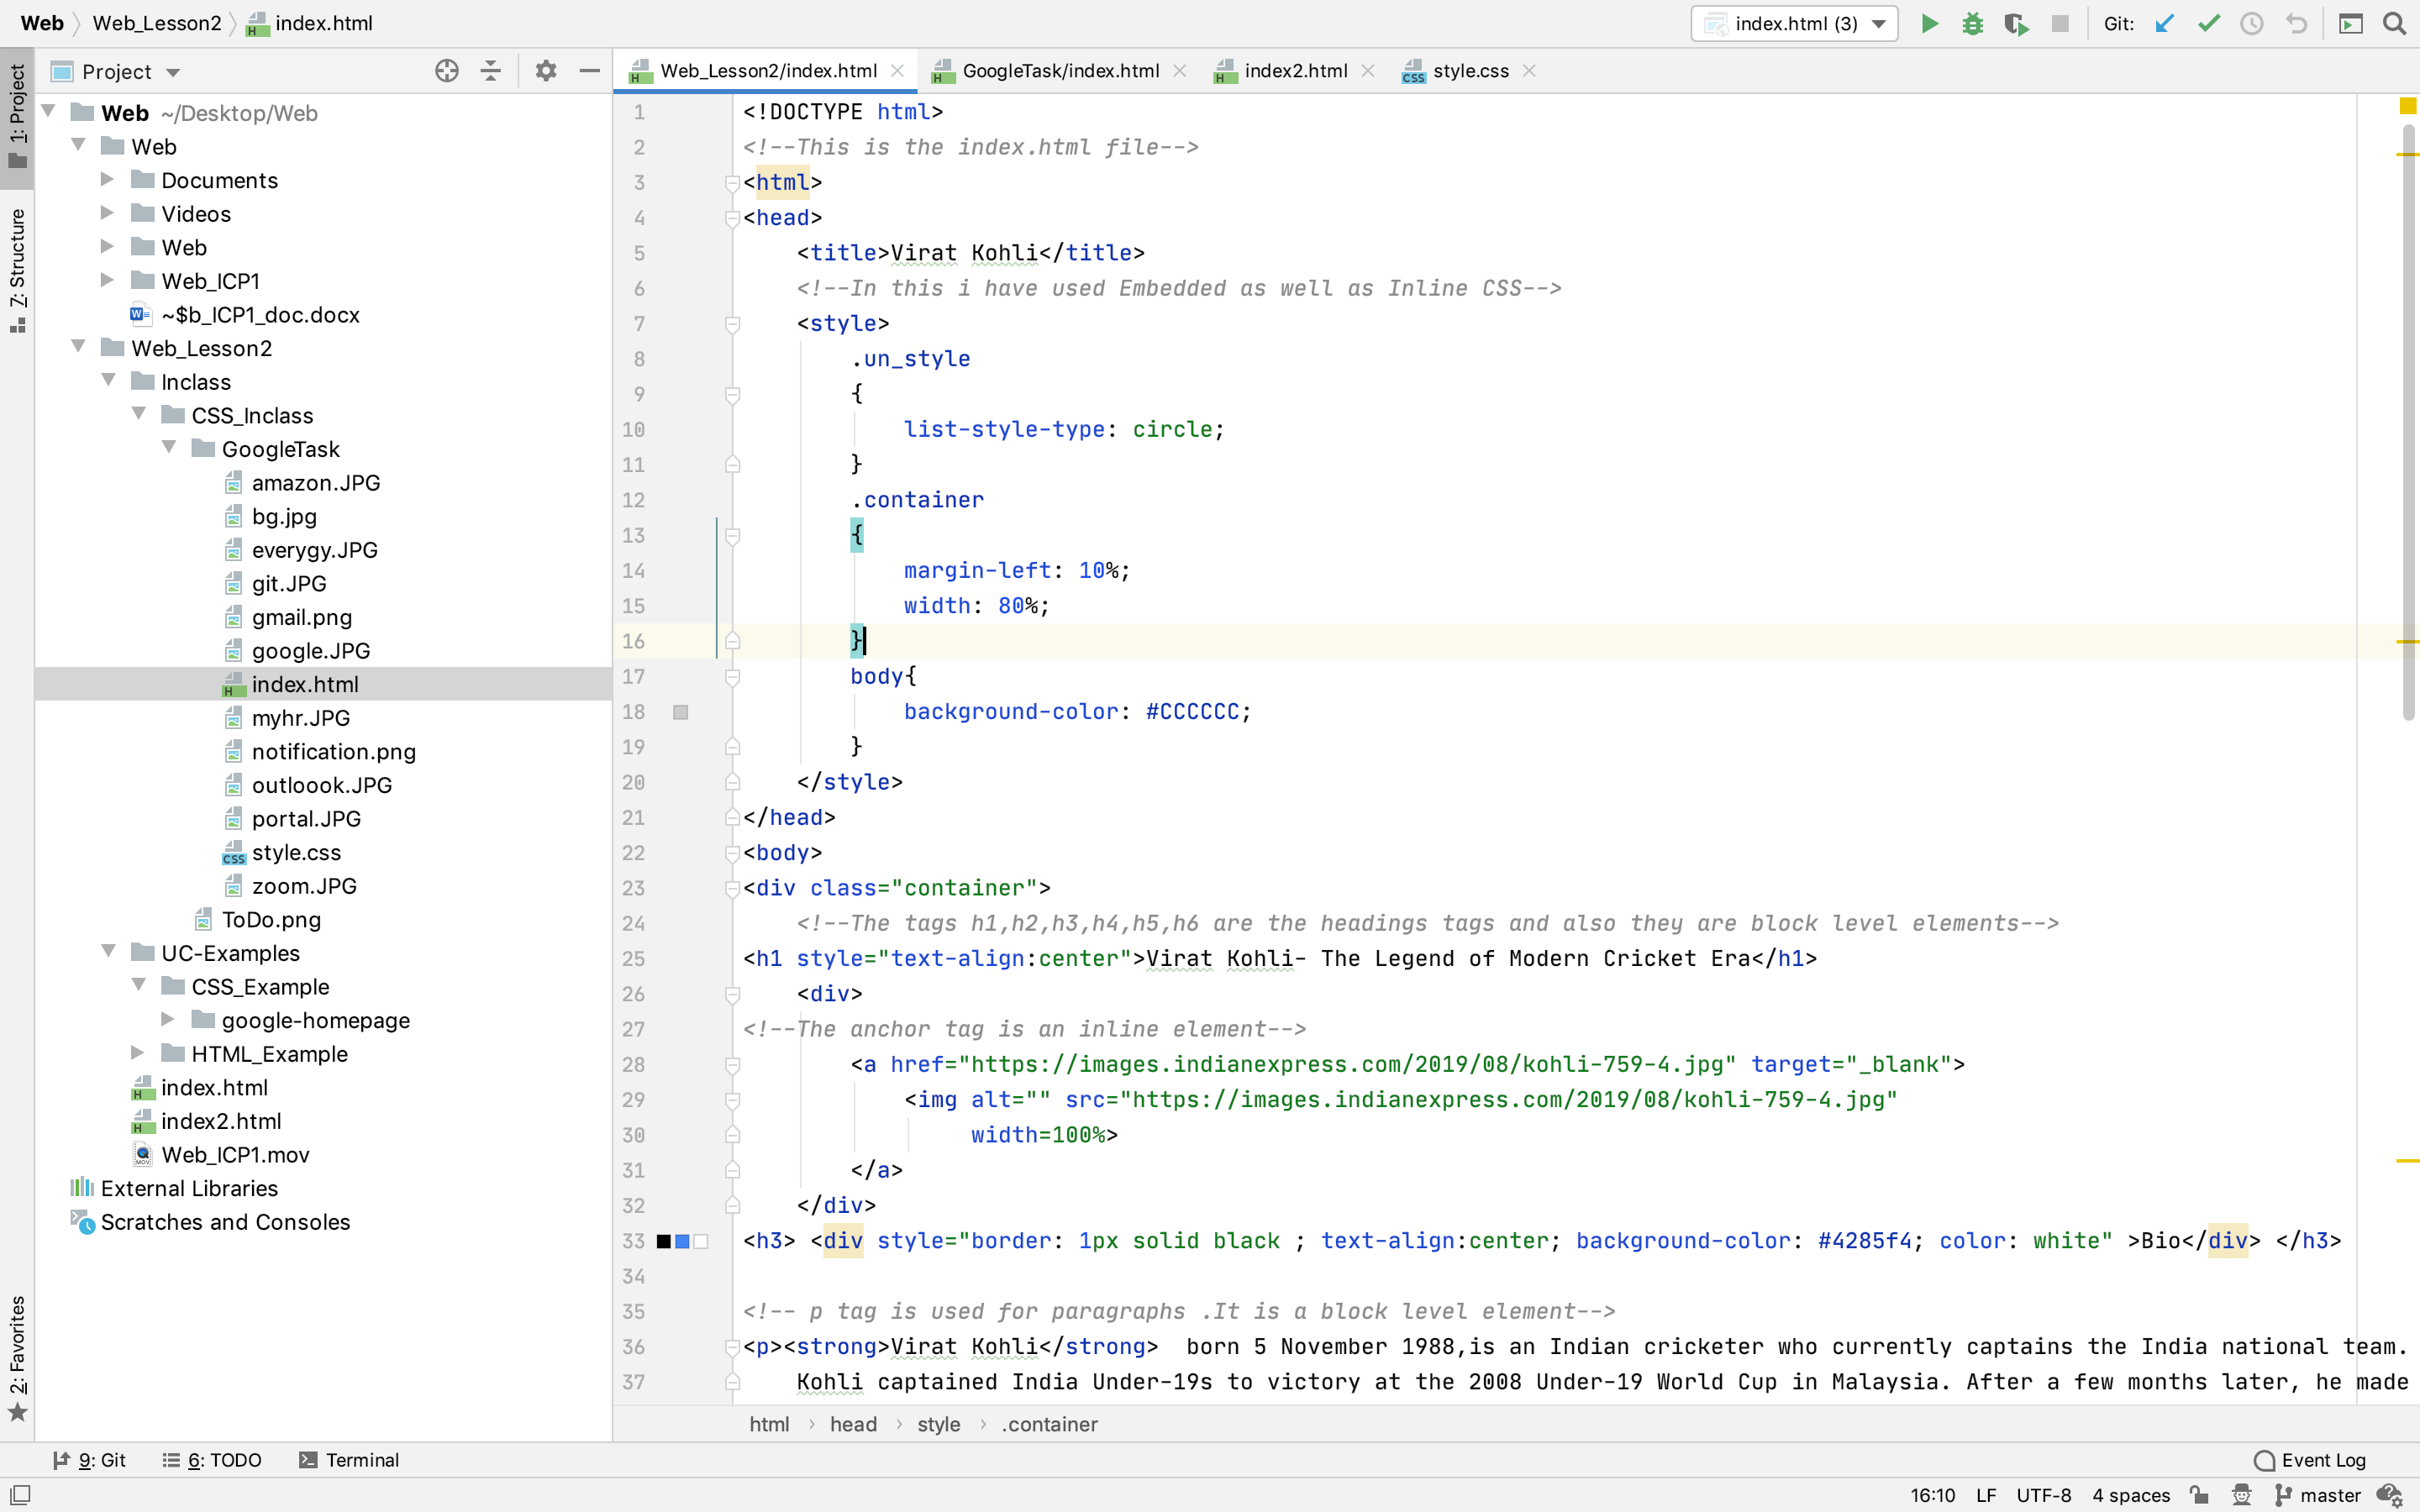 Web Web_Lesson2 index.html
index.html (3) Git:
1: Project
7: Structure
2: Favorites
Project
Web ~/Desktop/Web
Web
Documents
Videos
Web
Web_ICP1
~$b_ICP1_doc.docx
Web_Lesson2
Inclass
CSS_Inclass
GoogleTask
amazon.JPG
bg.jpg
everygy.JPG
git.JPG
gmail.png
google.JPG
index.html
myhr.JPG
notification.png
outloook.JPG
portal.JPG
style.css
zoom.JPG
ToDo.png
UC-Examples
CSS_Example
google-homepage
HTML_Example
index.html
index2.html
Web_ICP1.mov
External Libraries
Scratches and Consoles
Web_Lesson2/index.html GoogleTask/index.html index2.html style.css
1 <!DOCTYPE html>
2 <!--This is the index.html file-->
3 <html>
4 <head>
5 <title>Virat Kohli</title>
6 <!--In this i have used Embedded as well as Inline CSS-->
7 <style>
8 .un_style
9 {
10 list-style-type: circle;
11 }
12 .container
13 {
14 margin-left: 10%;
15 width: 80%;
16 }
17 body{
18 background-color: #CCCCCC;
19 }
20 </style>
21 </head>
22 <body>
23 <div class="container">
24 <!--The tags h1,h2,h3,h4,h5,h6 are the headings tags and also they are block level elements-->
25 <h1 style="text-align:center">Virat Kohli- The Legend of Modern Cricket Era</h1>
26 <div>
27 <!--The anchor tag is an inline element-->
28 <a href="https://images.indianexpress.com/2019/08/kohli-759-4.jpg" target="_blank">
29 <img alt="" src="https://images.indianexpress.com/2019/08/kohli-759-4.jpg"
30 width=100%>
31 </a>
32 </div>
33 <h3> <div style="border: 1px solid black ; text-align:center; background-color: #4285f4; color: white" >Bio</div> </h3>
34
35 <!-- p tag is used for paragraphs .It is a block level element-->
36 <p><strong>Virat Kohli</strong> born 5 November 1988,is an Indian cricketer who currently captains the India national team.
37 Kohli captained India Under-19s to victory at the 2008 Under-19 World Cup in Malaysia. After a few months later, he made
html head style .container
9: Git 6: TODO Terminal Event Log
16:10 LF UTF-8 4 spaces master